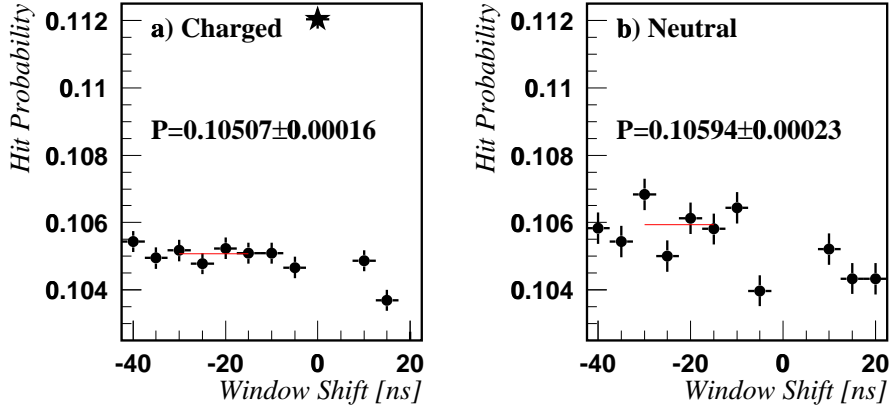 Hit Probability
0.112
0.11
0.108
0.106
0.104
a) Charged
P=0.10507±0.00016
-40
-20
0
20
Window Shift [ns]
Hit Probability
0.112
0.11
0.108
0.106
0.104
b) Neutral
P=0.10594±0.00023
-40
-20
0
20
Window Shift [ns]